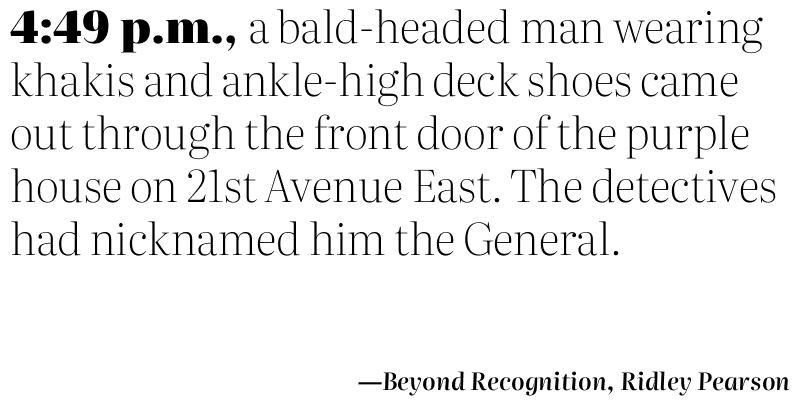 4:49 p.m., a bald-headed man wearing
khakis and ankle-high deck shoes came
out through the front door of the purple
house on 21st Avenue East. The detectives
had nicknamed him the General.
—Beyond Recognition, Ridley Pearson